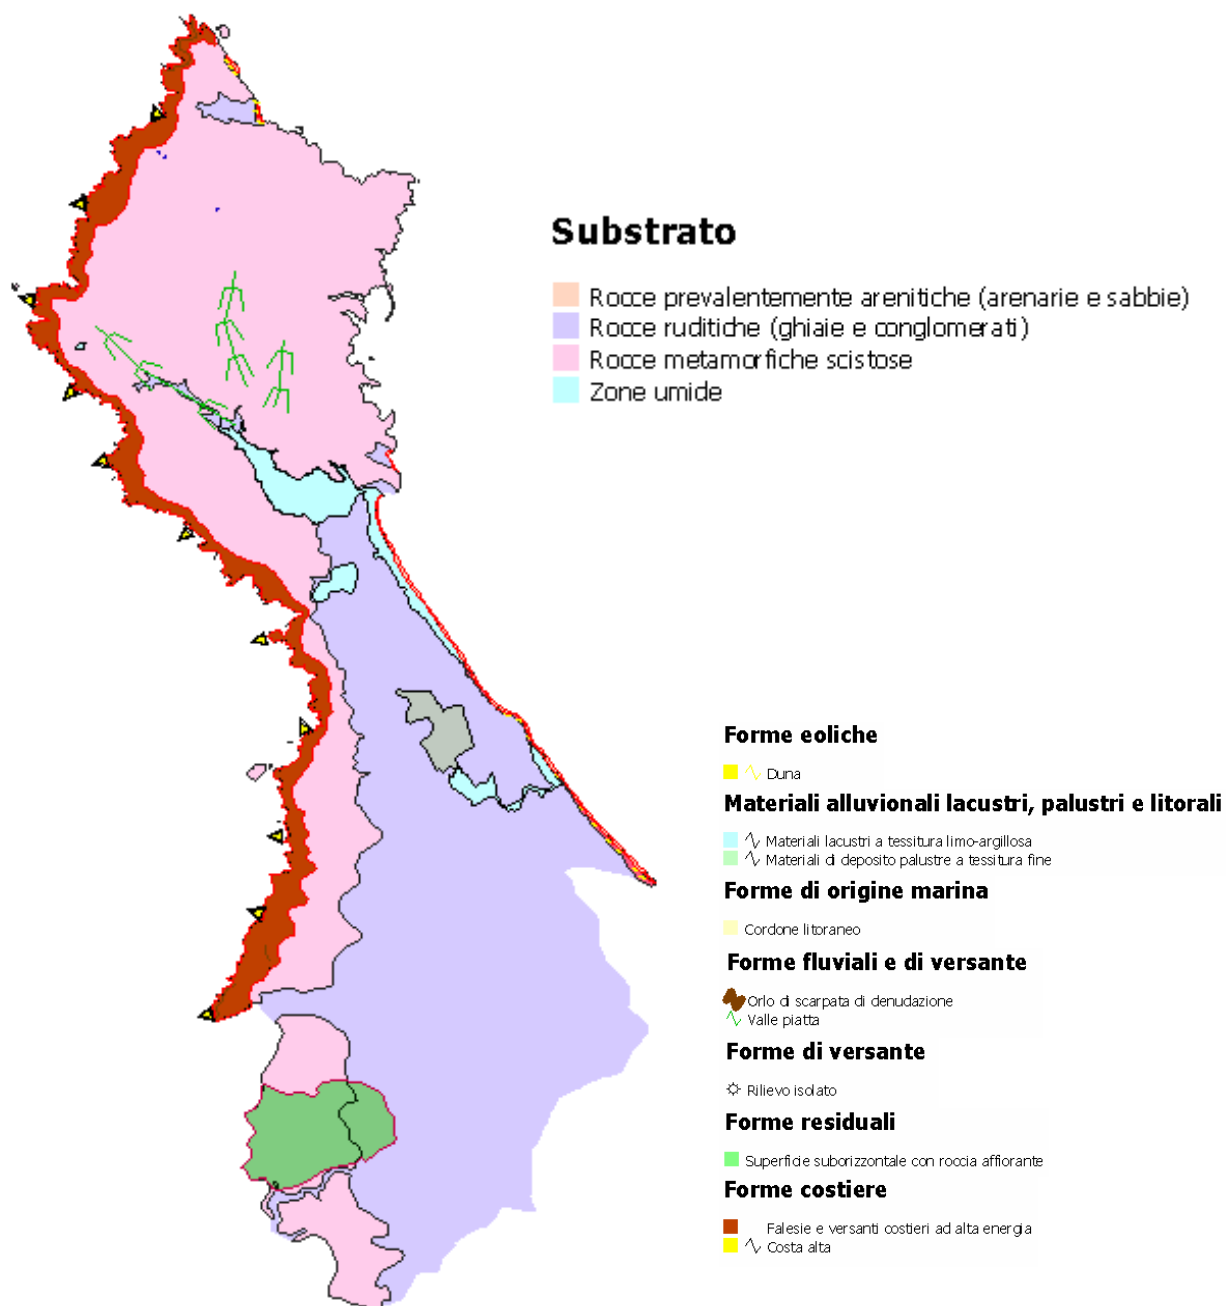 Substrato
Rocce prevalentemente arenitiche (arenarie e sabbie)
Rocce ruditiche (ghiaie e conglomerati)
Rocce metamorfiche scistose
Zone umide
Forme eoliche
Duna
Materiali alluvionali lacustri, palustri e litorali
Materiali lacustri a tessitura limo-argillosa
Materiali di deposito palustre a tessitura fine
Forme di origine marina
Cordone litoraneo
Forme fluviali e di versante
Orlo di scarpata di denudazione
Valle piatta
Forme di versante
Rilievo isolato
Forme residuali
Superficie suborizzontale con roccia affiorante
Forme costiere
Falesie e versanti costieri ad alta energia
Costa alta